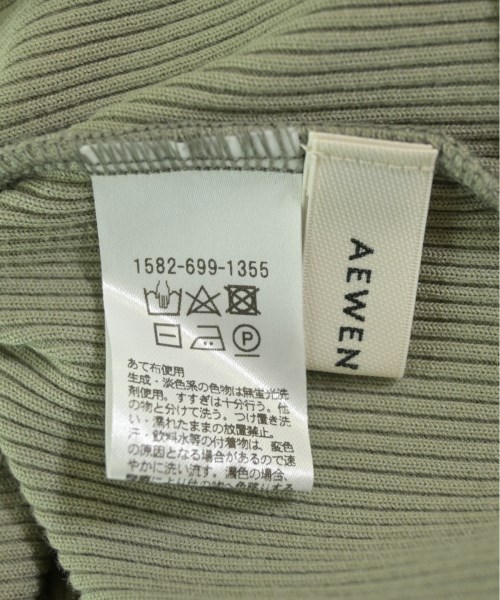 1582-699-1355
P
あて布使用
生成・淡色系の色物は無蛍光洗
剤使用。すすぎは十分行う。他
の物と分けて洗う。つけ置き洗
い・濡れたままの放置禁止。
汗・飲料水等の付着物は、変色
の原因となる場合があるので速
やかに洗い流す。濃色の場合、
AEWEN